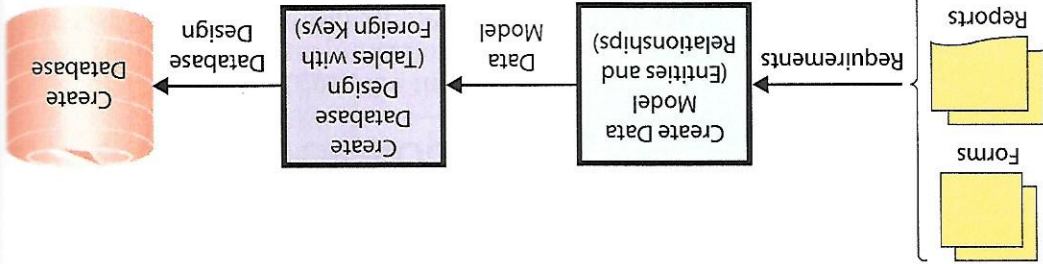 Forms
Reports
Requirements
Create Data
Model
(Entities and
Relationships)
Data
Model
Create
Database
Design
(Tables with
Foreign Keys)
Database
Design
Create
Database